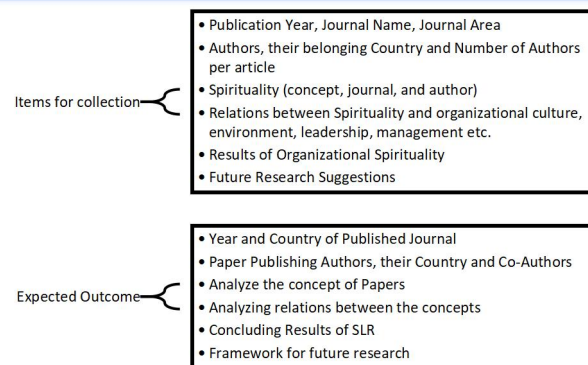 Items for collection
• Publication Year, Journal Name, Journal Area
• Authors, their belonging Country and Number of Authors
per article
• Spirituality (concept, journal, and author)
• Relations between Spirituality and organizational culture,
environment, leadership, management etc.
• Results of Organizational Spirituality
• Future Research Suggestions
Expected Outcome
• Year and Country of Published Journal
• Paper Publishing Authors, their Country and Co-Authors
• Analyze the concept of Papers
• Analyzing relations between the concepts
• Concluding Results of SLR
• Framework for future research